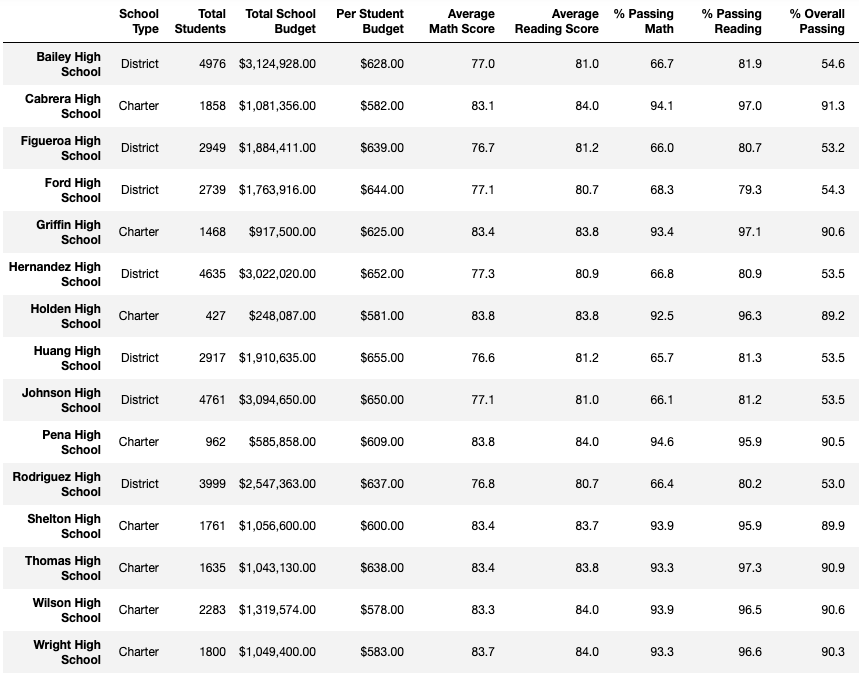 School Type Total Students Total School Budget Per Student Budget Average Math Score Average Reading Score % Passing Math % Passing Reading % Overall Passing
Bailey High School District 4976 $3,124,928.00 $628.00 77.0 81.0 66.7 81.9 54.6
Cabrera High School Charter 1858 $1,081,356.00 $582.00 83.1 84.0 94.1 97.0 91.3
Figueroa High School District 2949 $1,884,411.00 $639.00 76.7 81.2 66.0 80.7 53.2
Ford High School District 2739 $1,763,916.00 $644.00 77.1 80.7 68.3 79.3 54.3
Griffin High School Charter 1468 $917,500.00 $625.00 83.4 83.8 93.4 97.1 90.6
Hernandez High School District 4635 $3,022,020.00 $652.00 77.3 80.9 66.8 80.9 53.5
Holden High School Charter 427 $248,087.00 $581.00 83.8 83.8 92.5 96.3 89.2
Huang High School District 2917 $1,910,635.00 $655.00 76.6 81.2 65.7 81.3 53.5
Johnson High School District 4761 $3,094,650.00 $650.00 77.1 81.0 66.1 81.2 53.5
Pena High School Charter 962 $585,858.00 $609.00 83.8 84.0 94.6 95.9 90.5
Rodriguez High School District 3999 $2,547,363.00 $637.00 76.8 80.7 66.4 80.2 53.0
Shelton High School Charter 1761 $1,056,600.00 $600.00 83.4 83.7 93.9 95.9 89.9
Thomas High School Charter 1635 $1,043,130.00 $638.00 83.4 83.8 93.3 97.3 90.9
Wilson High School Charter 2283 $1,319,574.00 $578.00 83.3 84.0 93.9 96.5 90.6
Wright High School Charter 1800 $1,049,400.00 $583.00 83.7 84.0 93.3 96.6 90.3